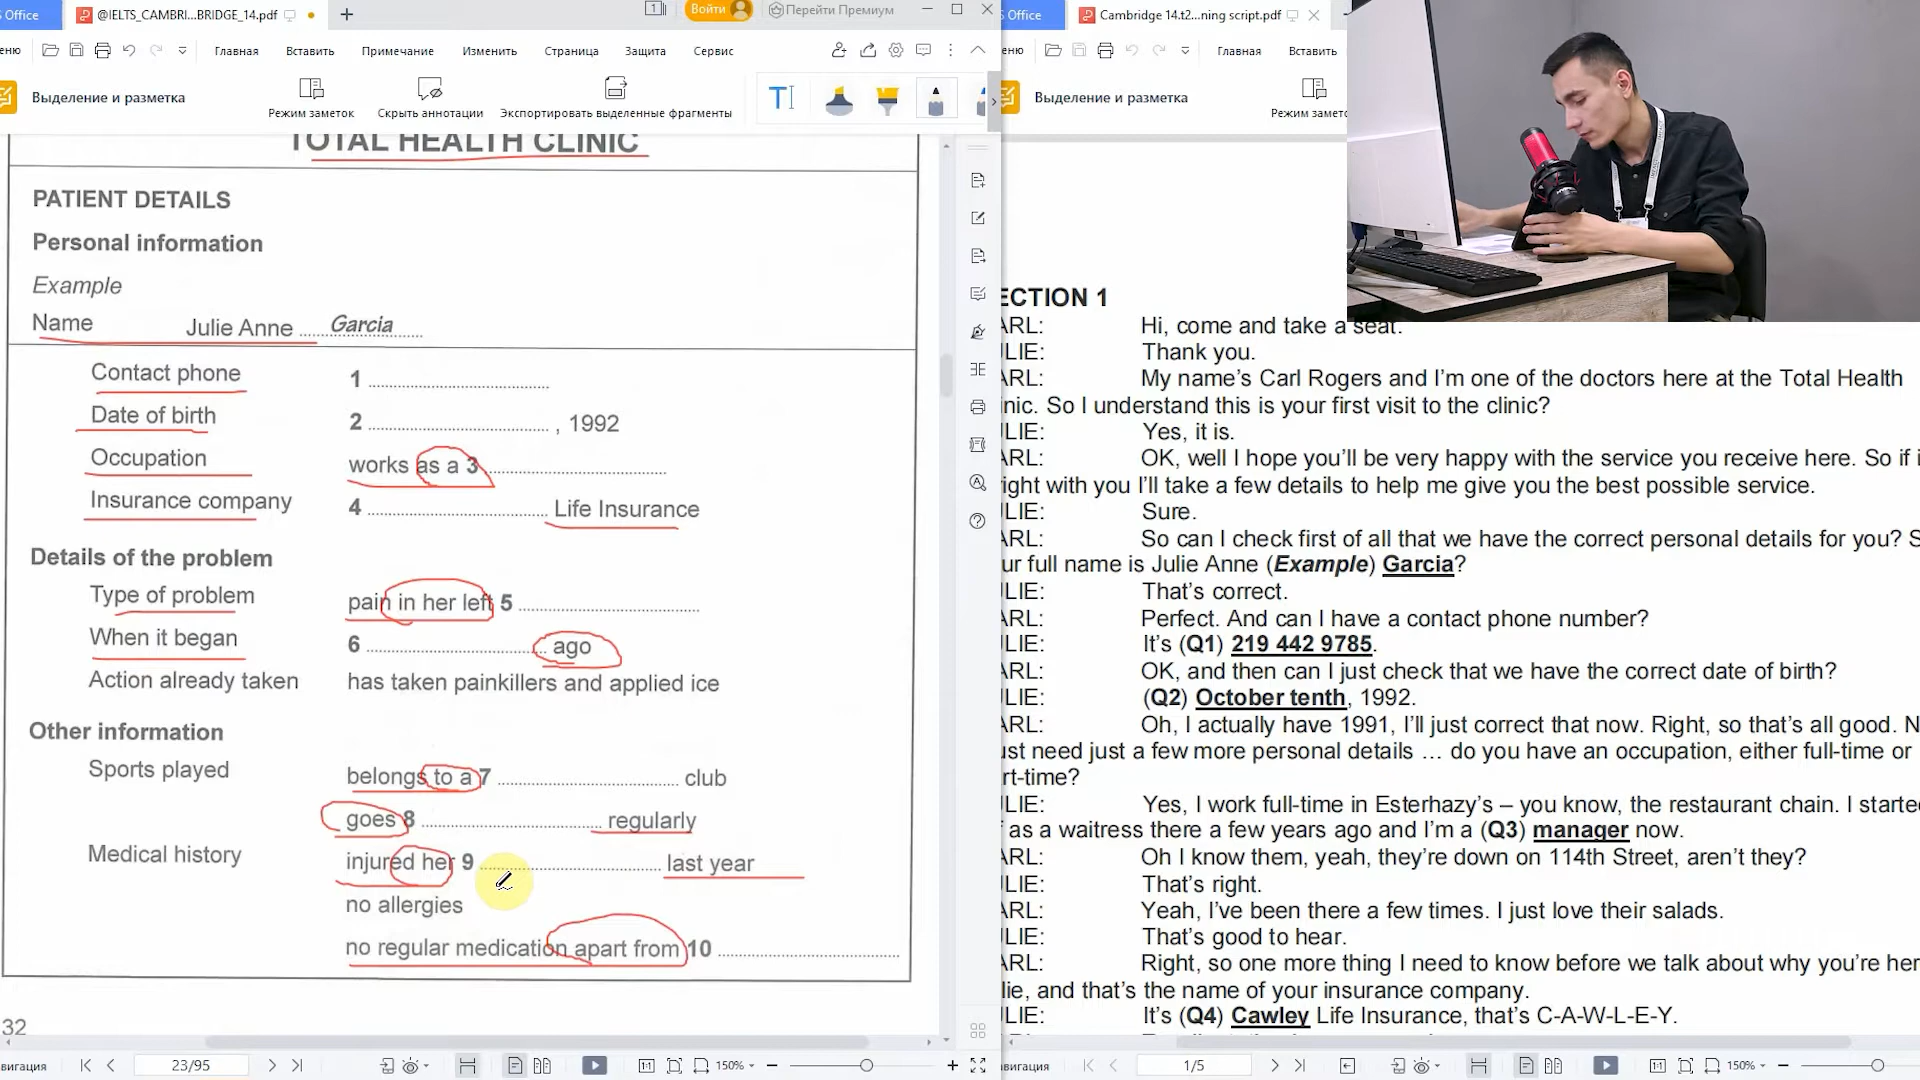 Office
@IELTS_CAMBRI...BRIDGE_14.pdf
Войти
Перейти Премиум
Главная
Вставить
Примечание
Изменить
Страница
Защита
Сервис
Выделение и разметка
Режим заметок
Скрыть аннотации
Экспортировать выделенные фрагменты
TOTAL HEALTH CLINIC
PATIENT DETAILS
Personal information
Example
Name Julie Anne Garcia
Contact phone 1
Date of birth 2 , 1992
Occupation works as a 3
Insurance company 4 Life Insurance
Details of the problem
Type of problem pain in her left 5
When it began 6 ago
Action already taken has taken painkillers and applied ice
Other information
Sports played belongs to a 7 club
goes 8 regularly
Medical history injured her 9 last year
no allergies
no regular medication apart from 10
32
23/95
150%
Office
Cambridge 14.t2...ning script.pdf
Главная
Вставить
Выделение и разметка
Режим замето
ECTION 1
ARL: Hi, come and take a seat.
LIE: Thank you.
ARL: My name's Carl Rogers and I'm one of the doctors here at the Total Health
nic. So I understand this is your first visit to the clinic?
LIE: Yes, it is.
ARL: OK, well I hope you'll be very happy with the service you receive here. So if i
ight with you I'll take a few details to help me give you the best possible service.
LIE: Sure.
ARL: So can I check first of all that we have the correct personal details for you? S
ur full name is Julie Anne (Example) Garcia?
LIE: That's correct.
ARL: Perfect. And can I have a contact phone number?
LIE: It's (Q1) 219 442 9785.
ARL: OK, and then can I just check that we have the correct date of birth?
LIE: (Q2) October tenth, 1992.
ARL: Oh, I actually have 1991, I'll just correct that now. Right, so that's all good. N
ust need just a few more personal details … do you have an occupation, either full-time or
rt-time?
LIE: Yes, I work full-time in Esterhazy's – you know, the restaurant chain. I started
f as a waitress there a few years ago and I'm a (Q3) manager now.
ARL: Oh I know them, yeah, they're down on 114th Street, aren't they?
LIE: That's right.
ARL: Yeah, I've been there a few times. I just love their salads.
LIE: That's good to hear.
ARL: Right, so one more thing I need to know before we talk about why you're her
lie, and that's the name of your insurance company.
LIE: It's (Q4) Cawley Life Insurance, that's C-A-W-L-E-Y.
1/5
150%